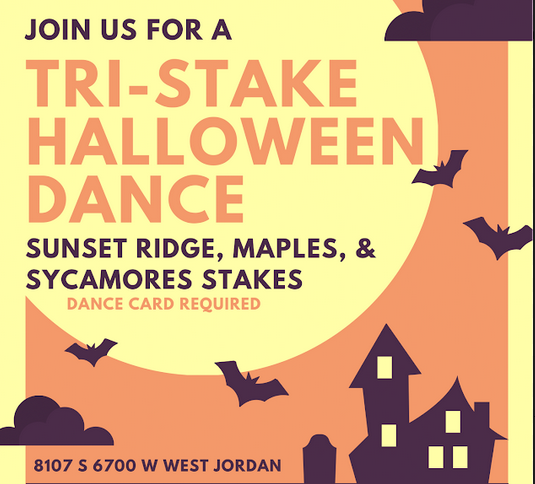 JOIN US FOR A
TRI-STAKE
HALLOWEEN
DANCE
SUNSET RIDGE, MAPLES, &
SYCAMORES STAKES
DANCE CARD REQUIRED
8107 S 6700 W WEST JORDAN